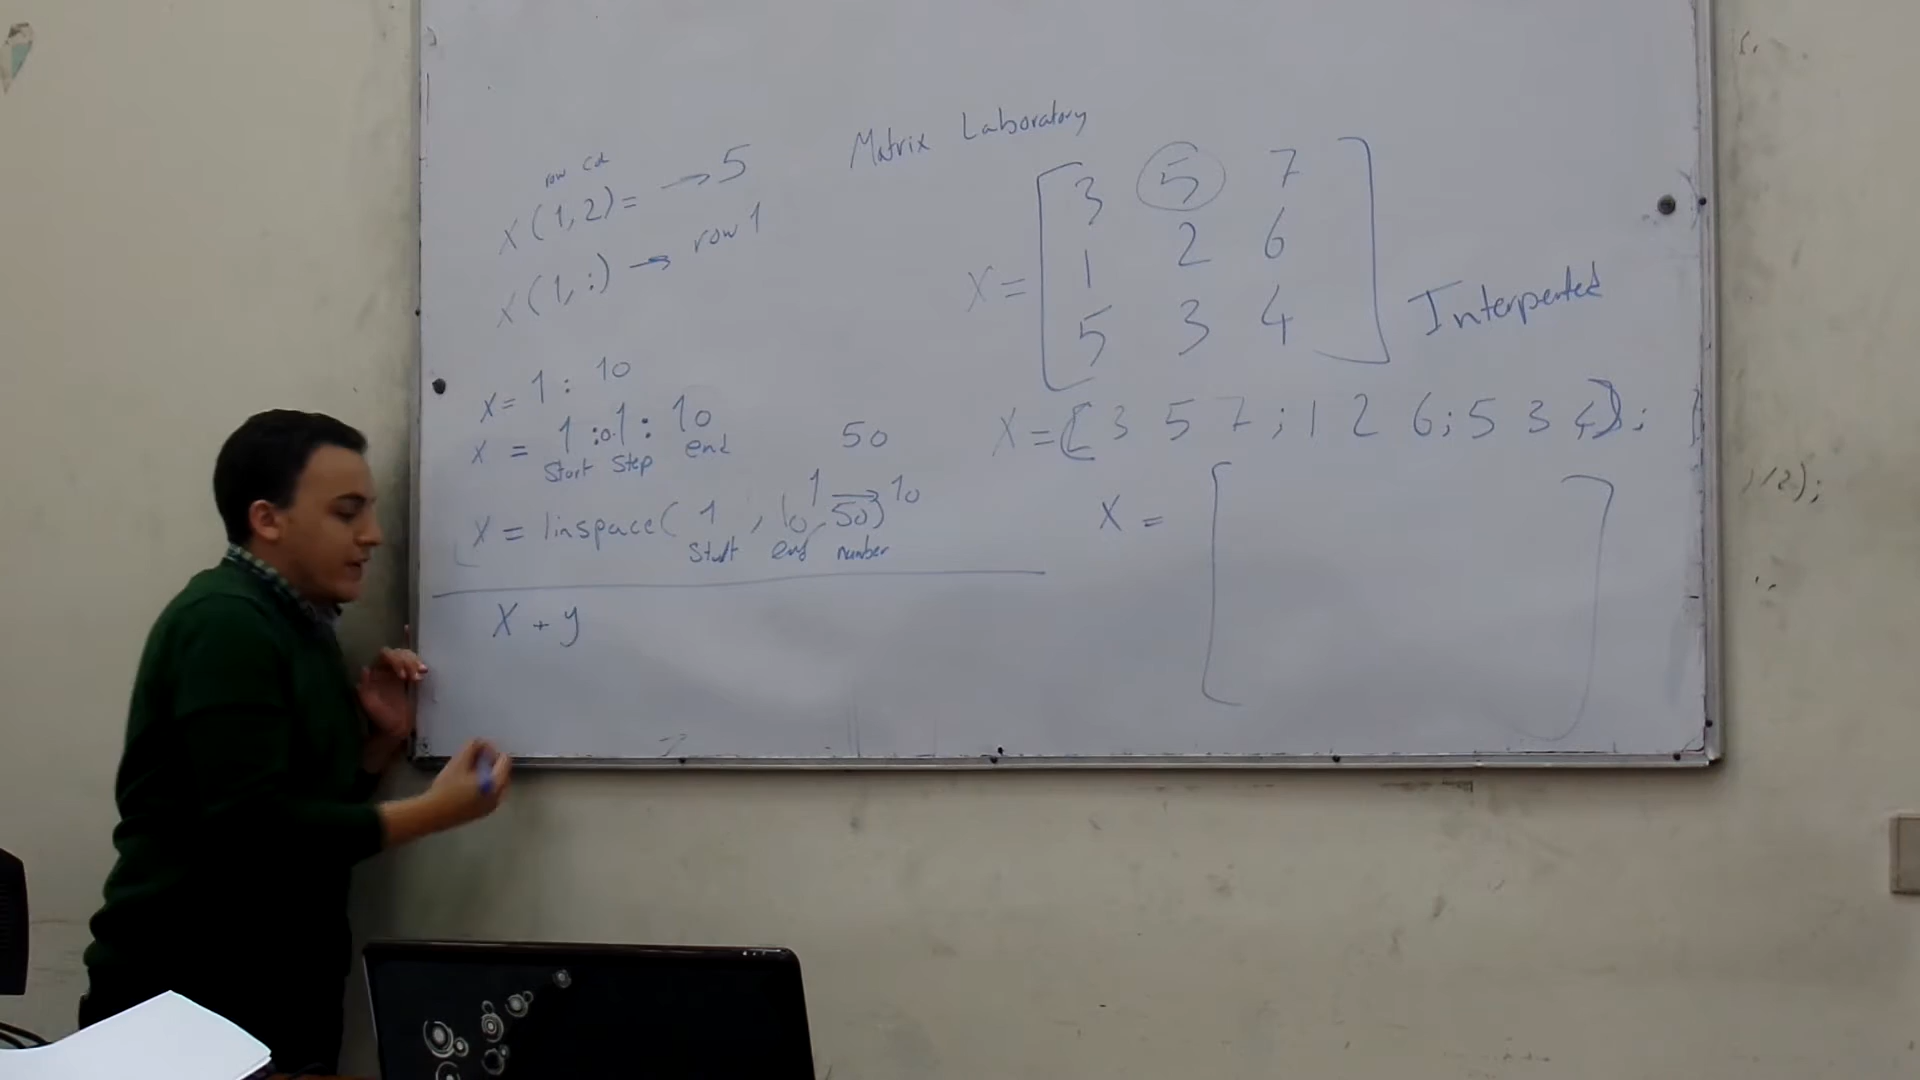 Matrix Laboratory
row col
x(1,2)= → 5
x(1,:) → row 1
x= 1 : 10
x = 1 :0.1: 10
start step end
50
1 → 10
x = linspace( 1 , 10, 50)
start end number
x + y
x = [ 3 5 7
1 2 6
5 3 4 ]
Interperted
x = [ 3 5 7 ; 1 2 6; 5 3 4];
x = [ ]
/2);